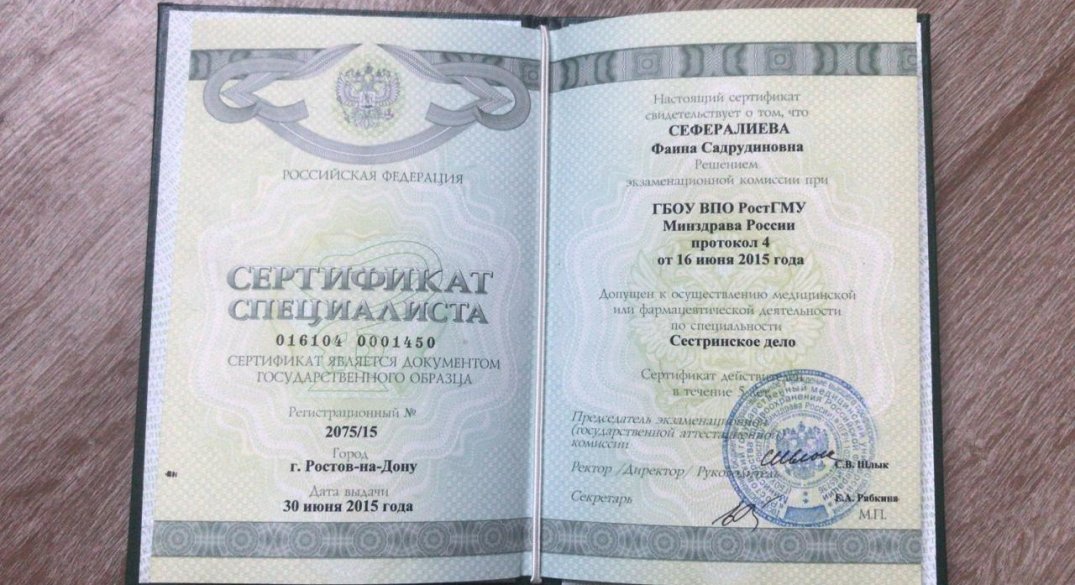 РОССИЙСКАЯ ФЕДЕРАЦИЯ
СЕРТИФИКАТ
СПЕЦИАЛИСТА
016104 0001450
СЕРТИФИКАТ ЯВЛЯЕТСЯ ДОКУМЕНТОМ
ГОСУДАРСТВЕННОГО ОБРАЗЦА
Регистрационный №
2075/15
Город
г. Ростов-на-Дону
Дата выдачи
30 июня 2015 года
Настоящий сертификат
свидетельствует о том, что
СЕФЕРАЛИЕВА
Фаина Садрудиновна
Решением
экзаменационной комиссии при
ГБОУ ВПО РостГМУ
Минздрава России
протокол 4
от 16 июня 2015 года
Допущен к осуществлению медицинской
или фармацевтической деятельности
по специальности
Сестринское дело
Сертификат действителен
в течение 5 лет
Председатель экзаменационной
(государственной аттестационной)
комиссии
Ректор /Директор / Руководитель
С.В. Шлык
Секретарь
Е.А. Рябкина
М.П.